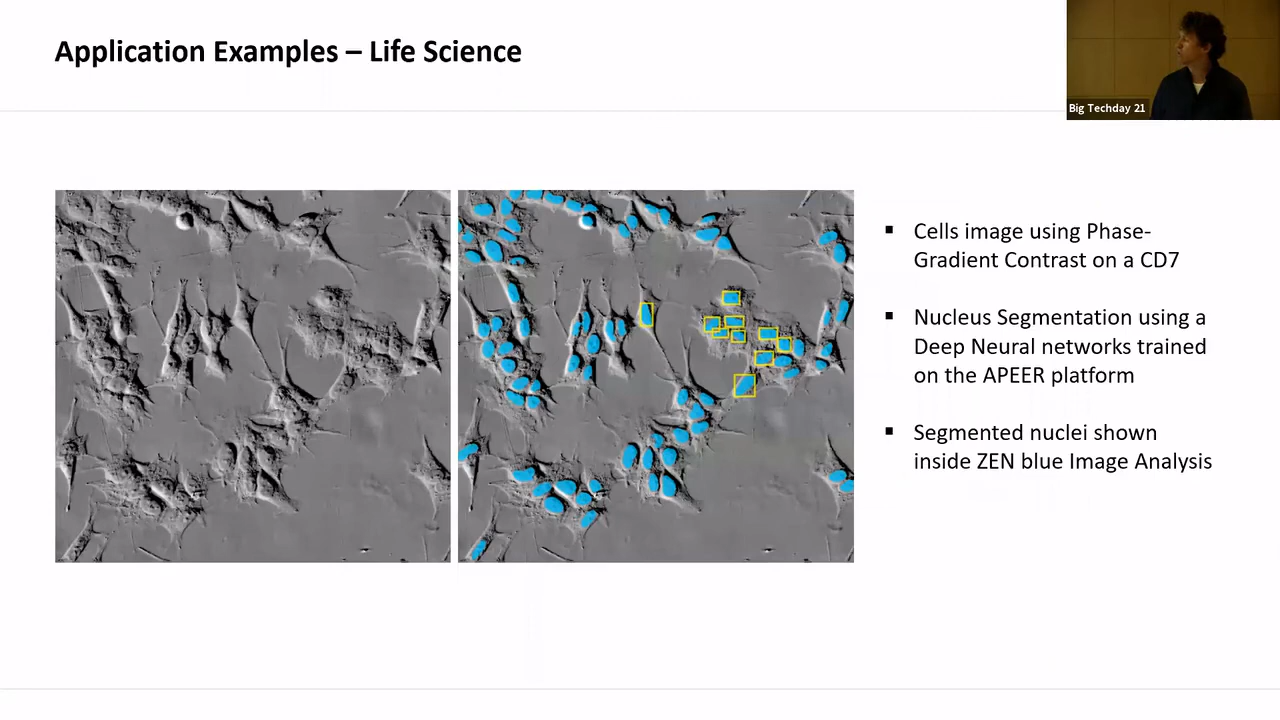 Application Examples – Life Science
Big Techday 21
▪ Cells image using Phase-
Gradient Contrast on a CD7
▪ Nucleus Segmentation using a
Deep Neural networks trained
on the APEER platform
▪ Segmented nuclei shown
inside ZEN blue Image Analysis